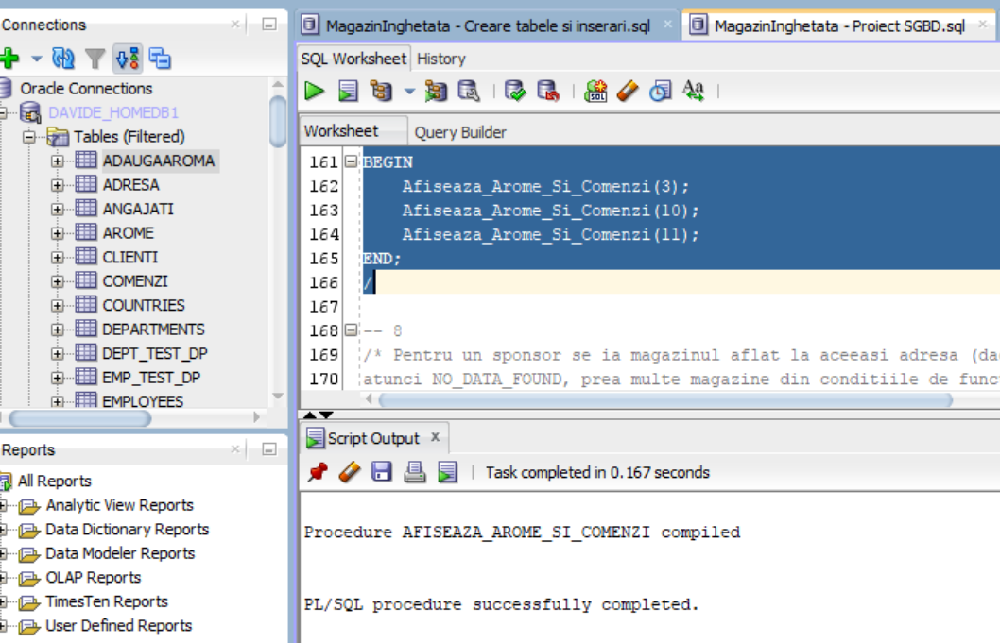 Connections
Oracle Connections
DAVIDE_HOMEDB1
Tables (Filtered)
ADAUGAAROMA
ADRESA
ANGAJATI
AROME
CLIENTI
COMENZI
COUNTRIES
DEPARTMENTS
DEPT_TEST_DP
EMP_TEST_DP
EMPLOYEES
Reports
All Reports
Analytic View Reports
Data Dictionary Reports
Data Modeler Reports
OLAP Reports
TimesTen Reports
User Defined Reports
MagazinInghetata - Creare tabele si inserari.sql
MagazinInghetata - Proiect SGBD.sql
SQL Worksheet History
SQL
Aa
Worksheet Query Builder
161 BEGIN
162 Afiseaza_Arome_Si_Comenzi(3);
163 Afiseaza_Arome_Si_Comenzi(10);
164 Afiseaza_Arome_Si_Comenzi(11);
165 END;
166 /
167
168 -- 8
169 /* Pentru un sponsor se ia magazinul aflat la aceeasi adresa
170 atunci NO_DATA_FOUND, prea multe magazine din conditiile de
Script Output x
Task completed in 0.167 seconds
Procedure AFISEAZA_AROME_SI_COMENZI compiled
PL/SQL procedure successfully completed.